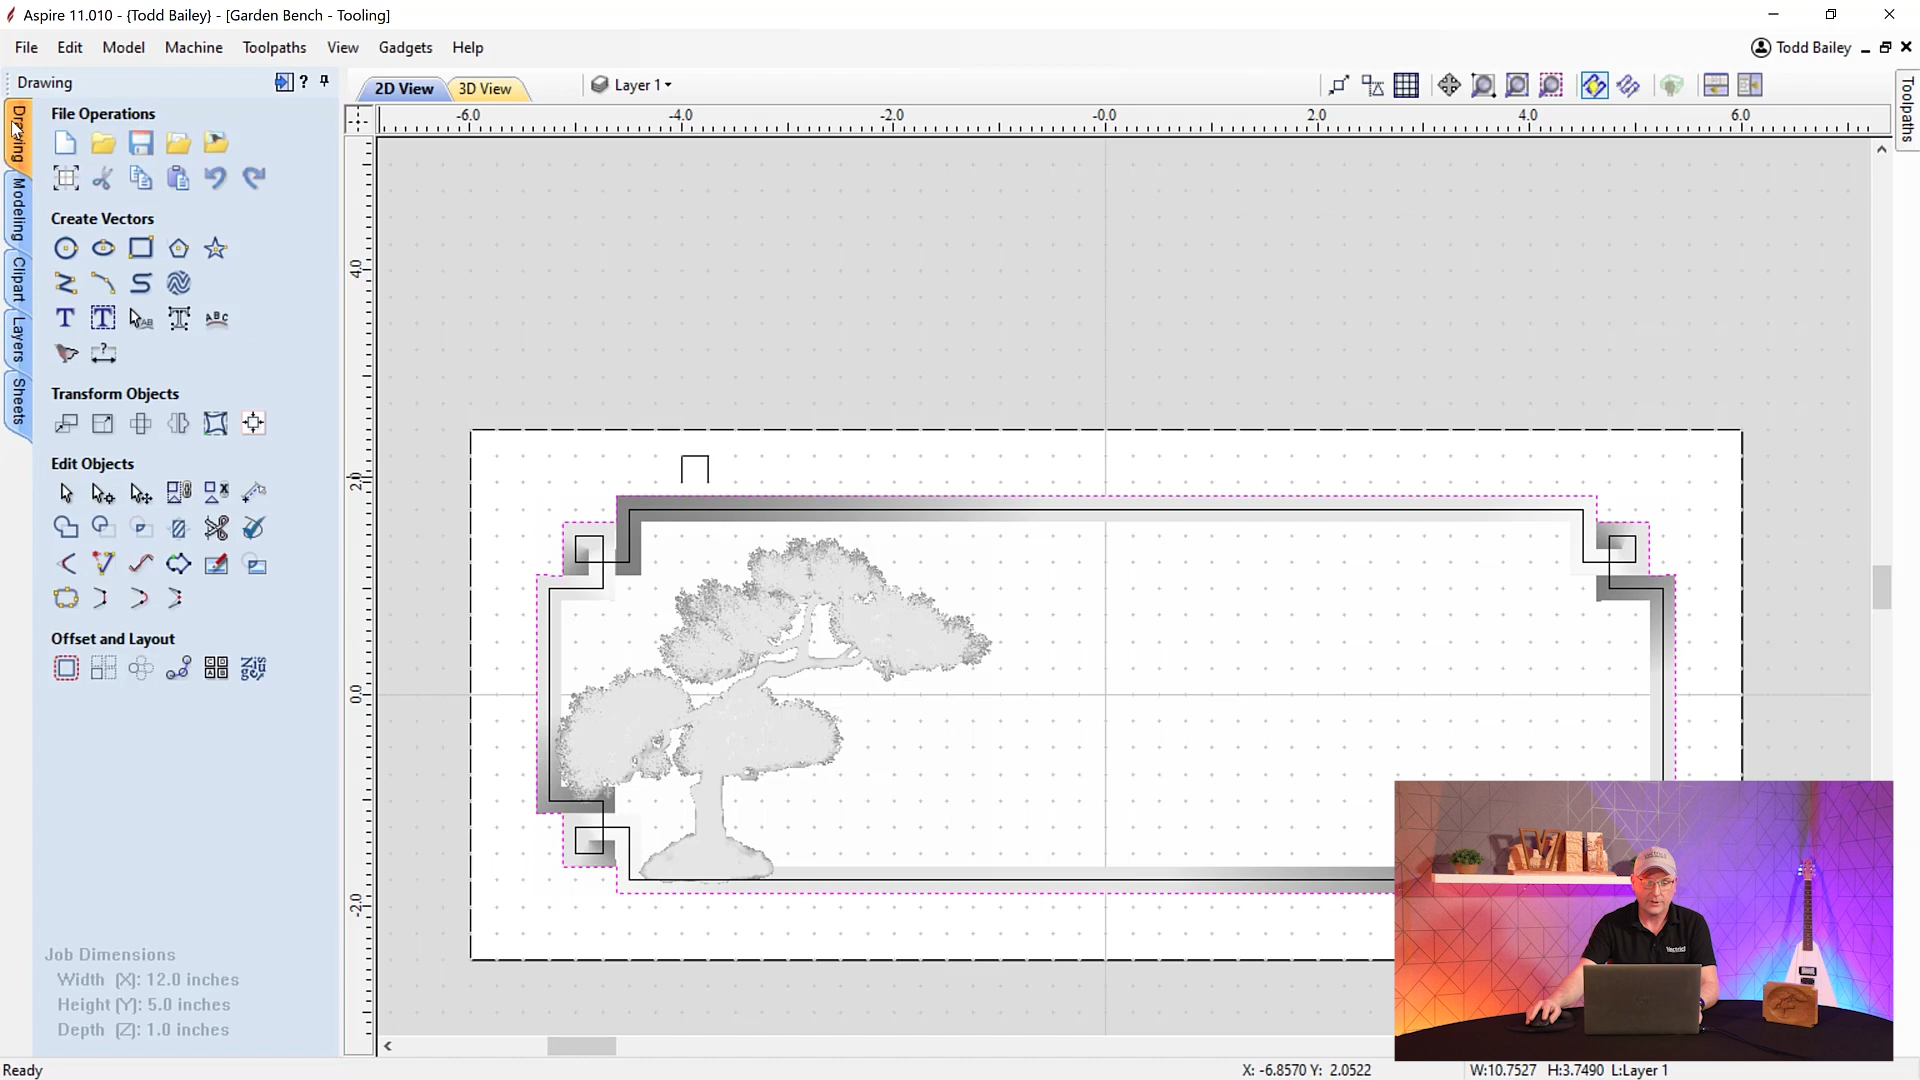 Aspire 11.010 - {Todd Bailey} - [Garden Bench - Tooling]
File Edit Model Machine Toolpaths View Gadgets Help
Todd Bailey
Drawing
2D View
3D View
Layer 1
Toolpaths
Drawing
Modeling
Clipart
Layers
Sheets
File Operations
Create Vectors
Transform Objects
Edit Objects
Offset and Layout
-6.0 -4.0 -2.0 -0.0 2.0 4.0 6.0
4.0
2.0
0.0
-2.0
Job Dimensions
Width (X): 12.0 inches
Height (Y): 5.0 inches
Depth (Z): 1.0 inches
Vectric
Ready
X: -6.8570 Y: 2.0522
W:10.7527 H:3.7490 L:Layer 1